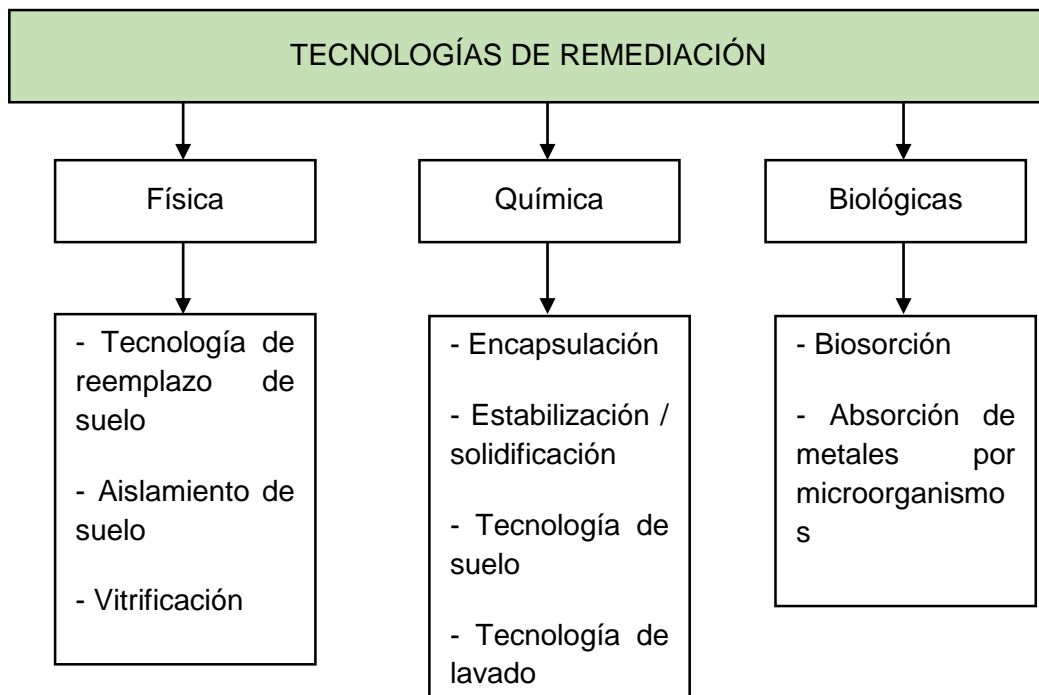 TECNOLOGÍAS DE REMEDIACIÓN
Física
Química
Biológicas
- Tecnología de
reemplazo de
suelo
- Aislamiento de
suelo
- Vitrificación
- Encapsulación
- Estabilización /
solidificación
- Tecnología de
suelo
- Tecnología de
lavado
- Biosorción
- Absorción de
metales por
microorganismo
s